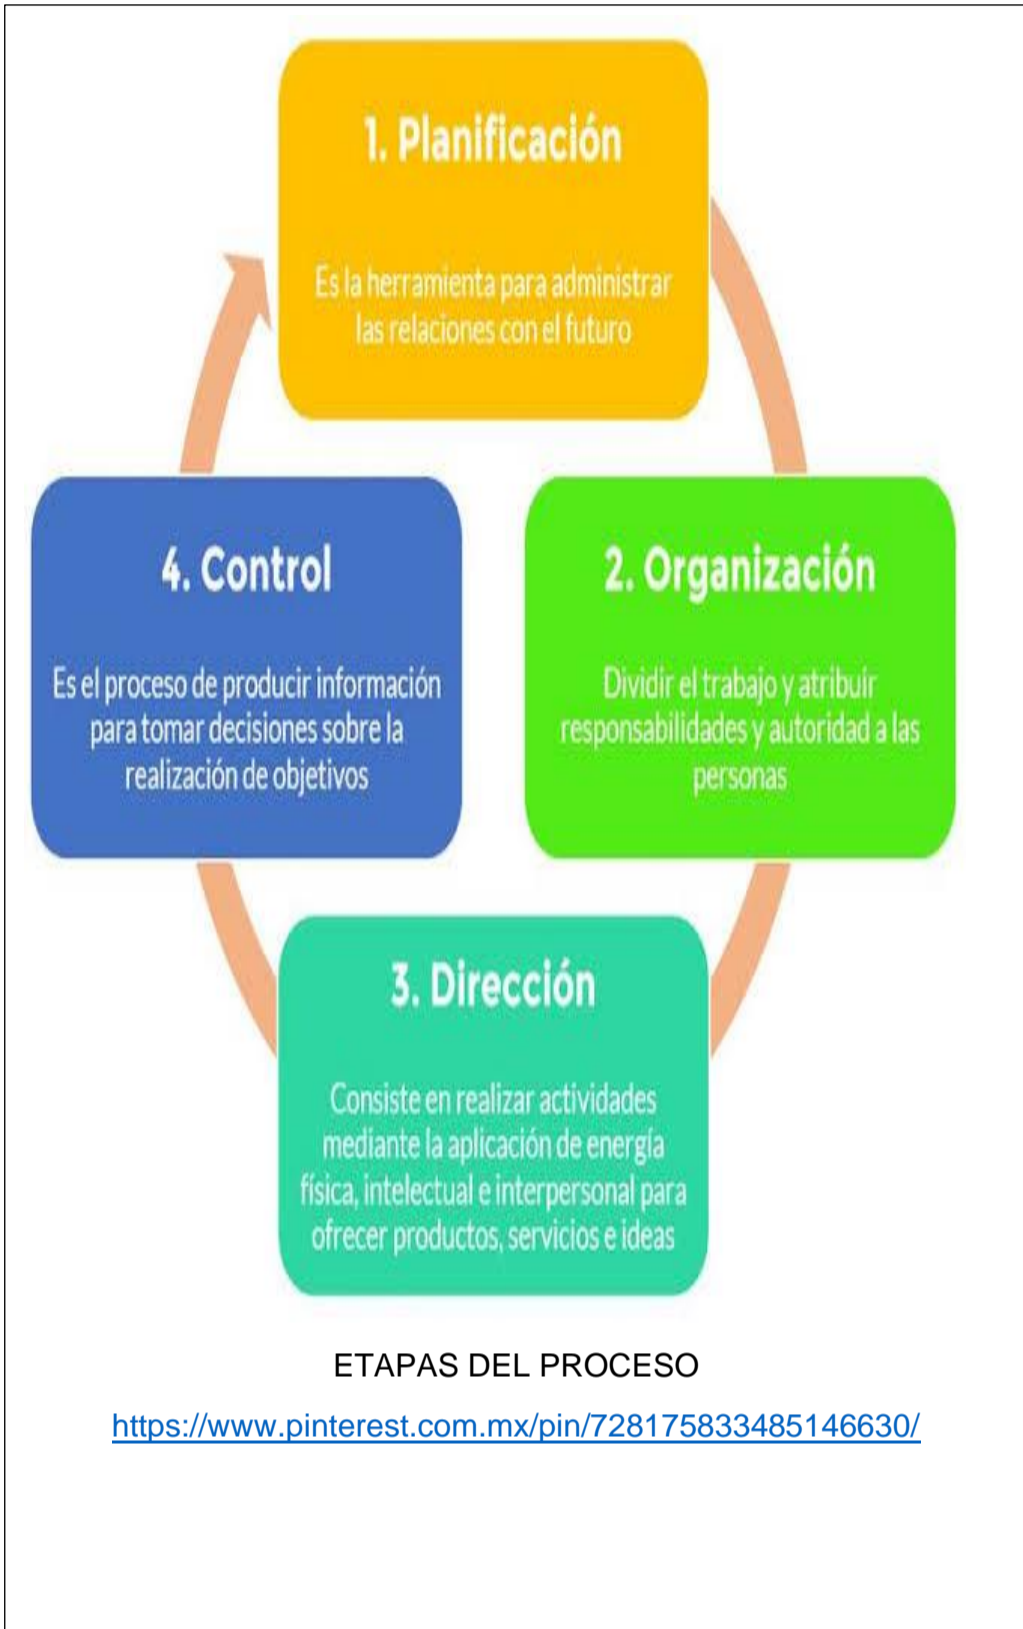 1. Planificación
Es la herramienta para administrar
las relaciones con el futuro
2. Organización
Dividir el trabajo y atribuir
responsabilidades y autoridad a las
personas
3. Dirección
Consiste en realizar actividades
mediante la aplicación de energía
física, intelectual e interpersonal para
ofrecer productos, servicios e ideas
4. Control
Es el proceso de producir información
para tomar decisiones sobre la
realización de objetivos
ETAPAS DEL PROCESO
https://www.pinterest.com.mx/pin/728175833485146630/